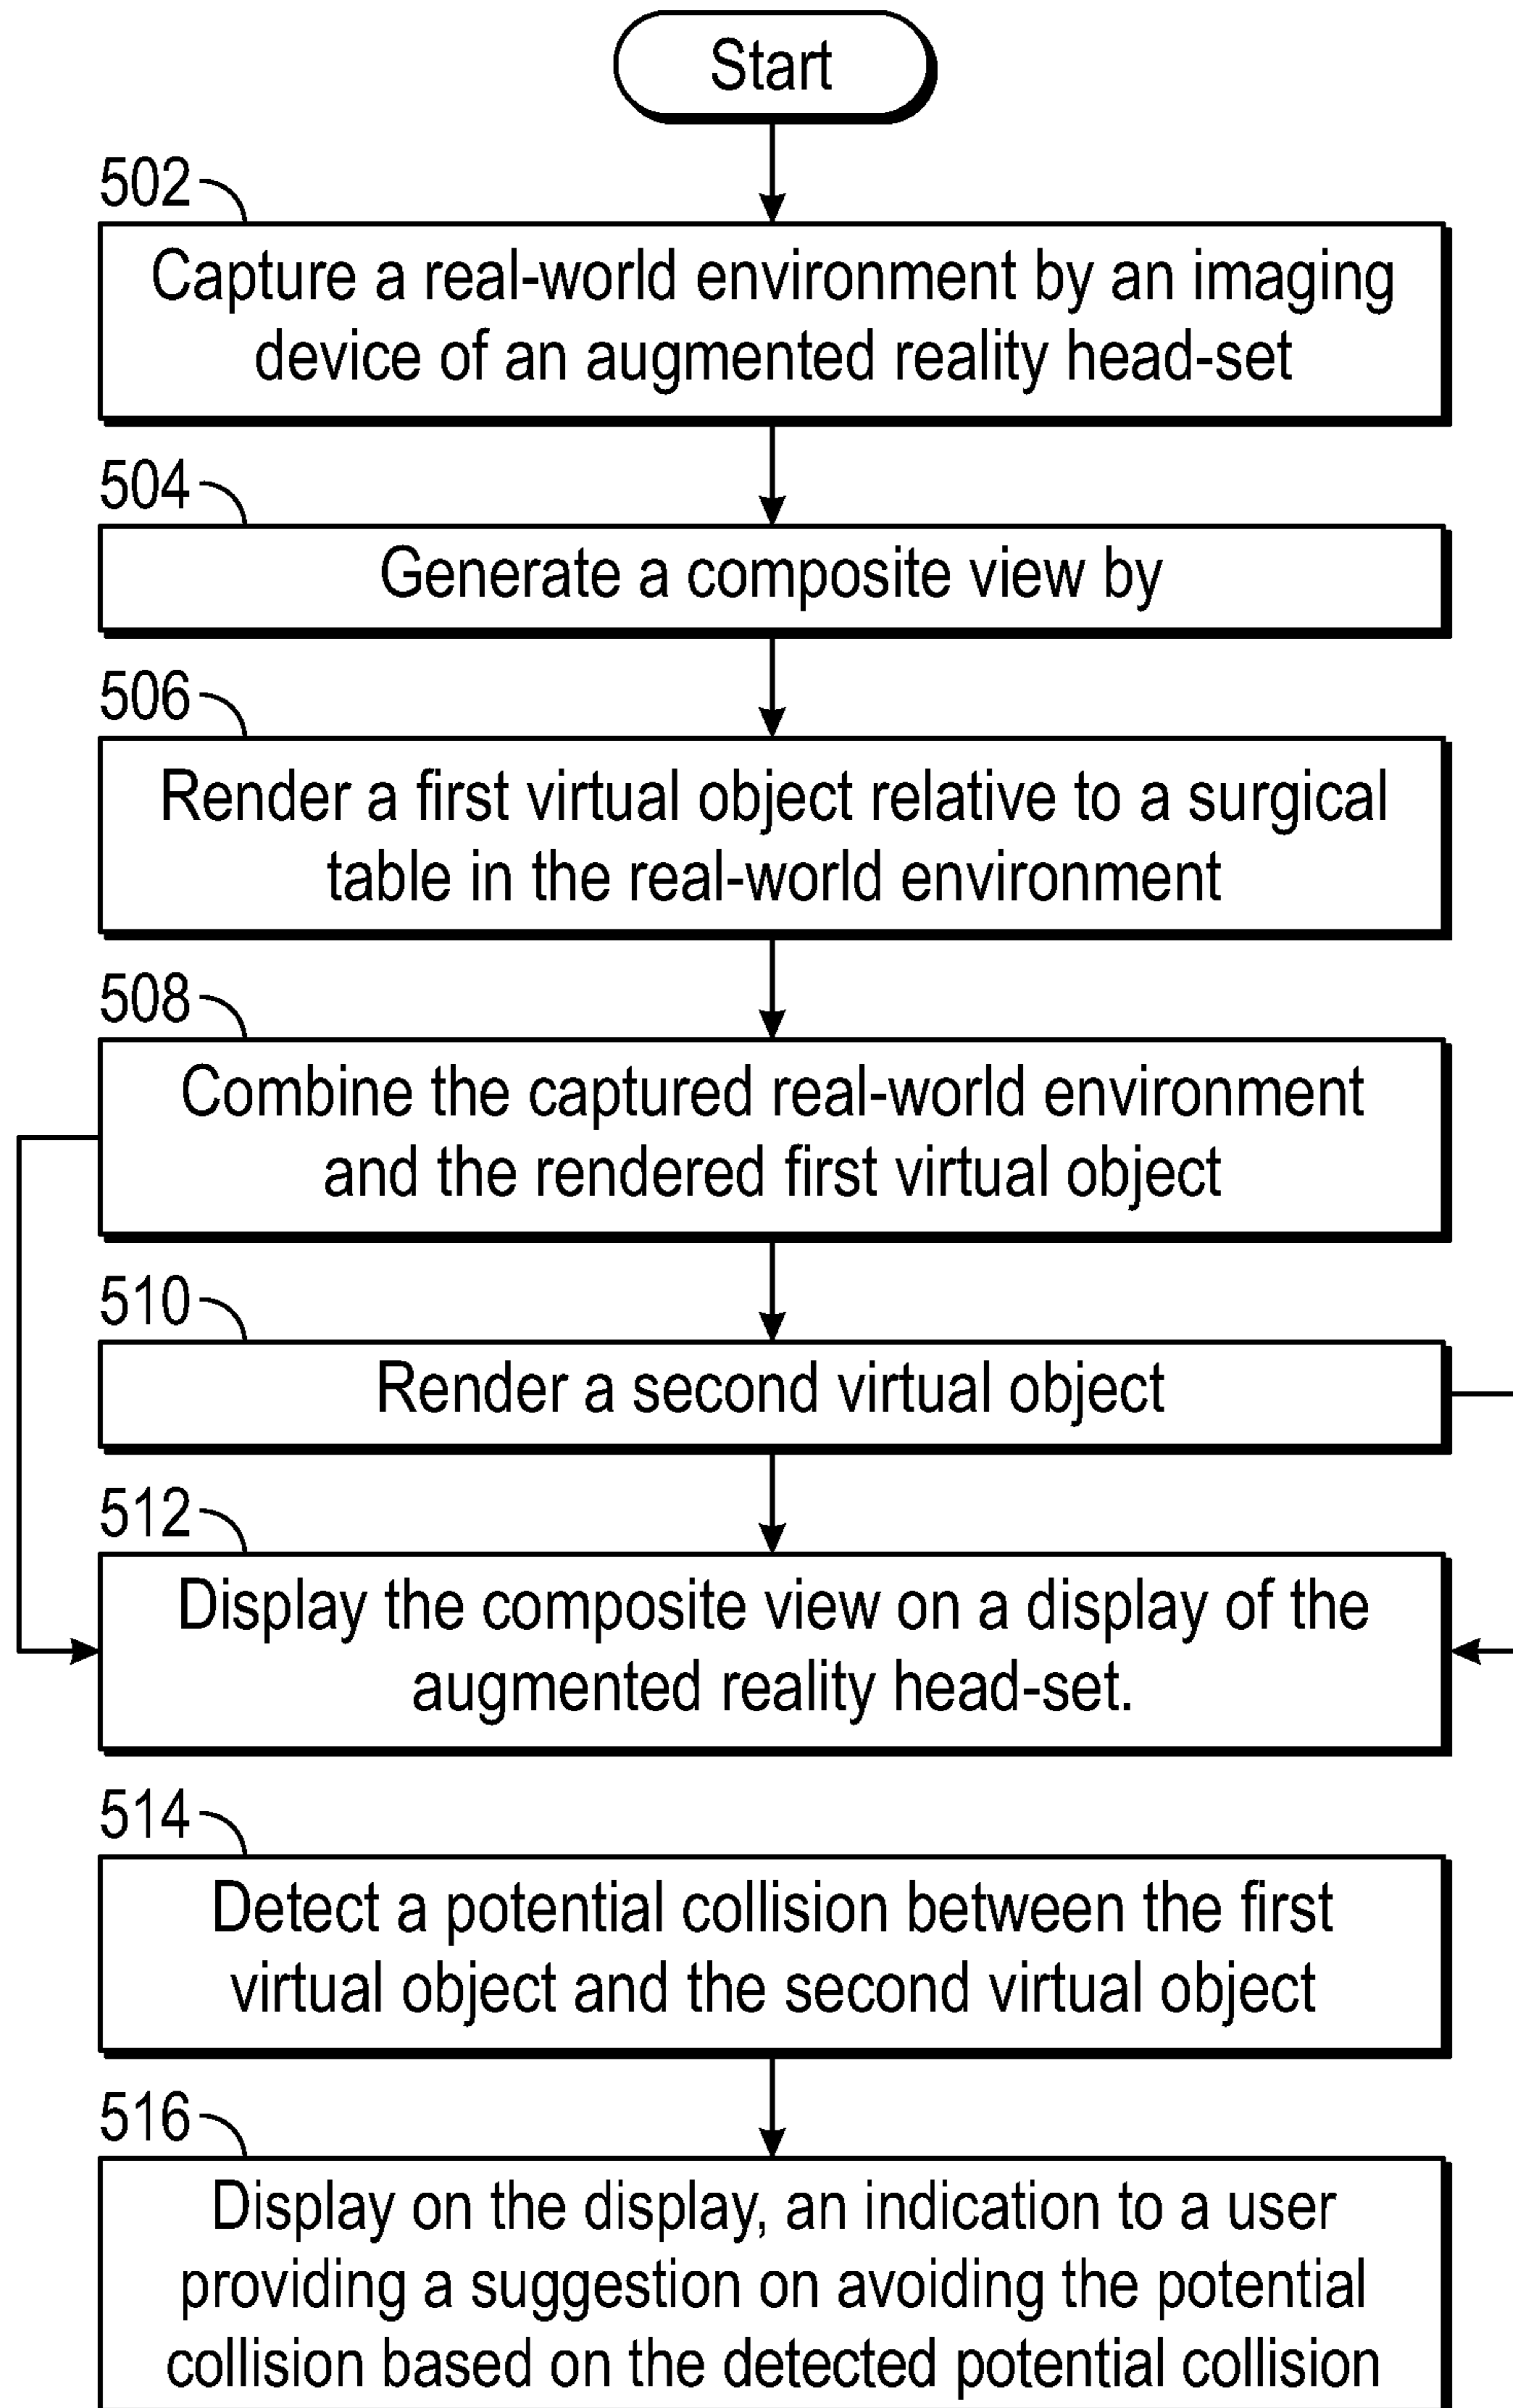 Start
502
Capture a real-world environment by an imaging
device of an augmented reality head-set
504
Generate a composite view by
506
Render a first virtual object relative to a surgical
table in the real-world environment
508
Combine the captured real-world environment
and the rendered first virtual object
510
Render a second virtual object
512
Display the composite view on a display of the
augmented reality head-set.
514
Detect a potential collision between the first
virtual object and the second virtual object
516
Display on the display, an indication to a user
providing a suggestion on avoiding the potential
collision based on the detected potential collision